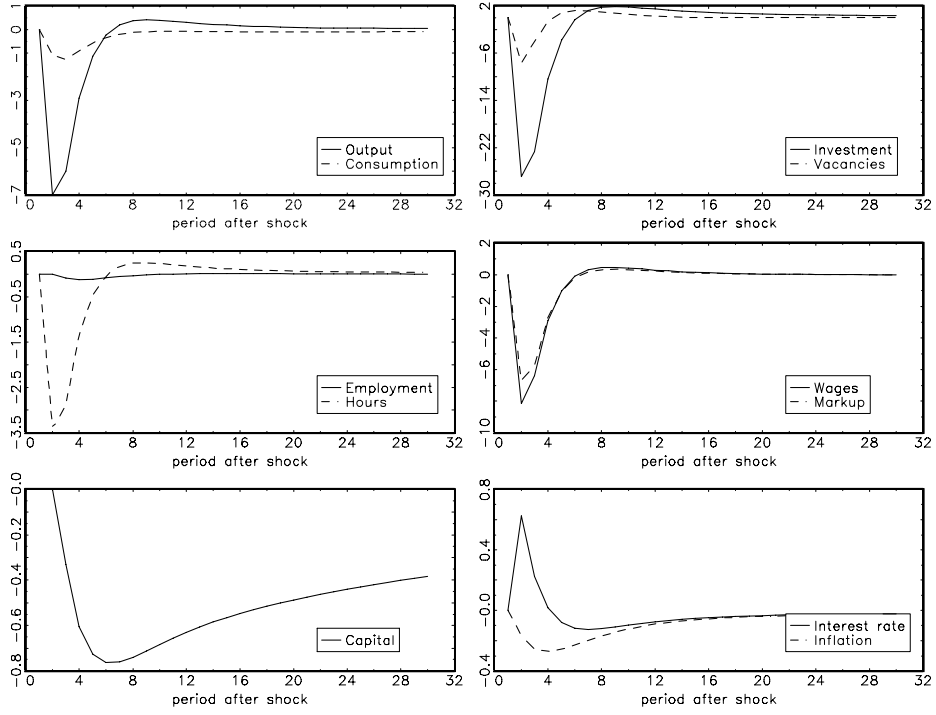 1
−1
−3
−5
−7
0 4 8 12 16 20 24 28 32
period after shock
Output
Consumption
2
−6
−14
−22
−30
0 4 8 12 16 20 24 28 32
period after shock
Investment
Vacancies
0.5
−0.5
−1.5
−2.5
−3.5
0 4 8 12 16 20 24 28 32
period after shock
Employment
Hours
2
0
−2
−4
−6
−10
0 4 8 12 16 20 24 28 32
period after shock
Wages
Markup
−0.0
−0.2
−0.4
−0.6
−0.8
0 4 8 12 16 20 24 28 32
period after shock
Capital
0.8
0.4
−0.0
−0.4
0 4 8 12 16 20 24 28 32
period after shock
Interest rate
Inflation